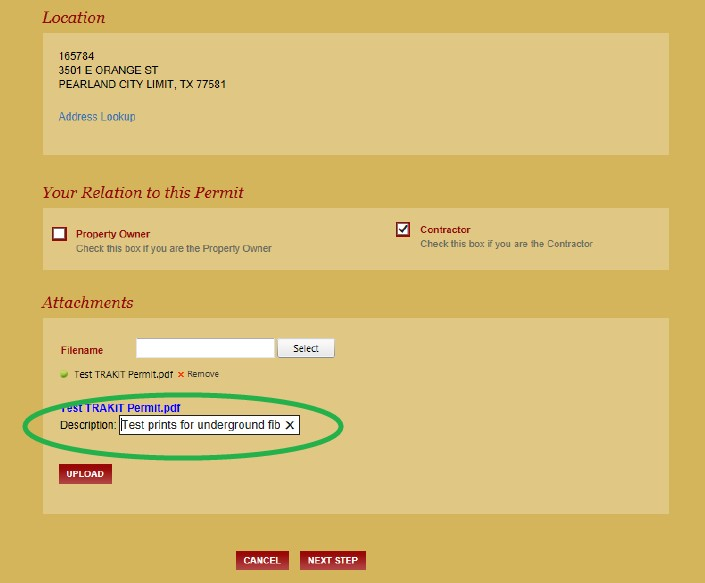 Location
165784
3501 E ORANGE ST
PEARLAND CITY LIMIT, TX 77581
Address Lookup
Your Relation to this Permit
Property Owner
Check this box if you are the Property Owner
Contractor
Check this box if you are the Contractor
Attachments
Filename
Select
Test TRAKiT Permit.pdf ✕ Remove
Test TRAKiT Permit.pdf
Description: Test prints for underground fib X
UPLOAD
CANCEL
NEXT STEP